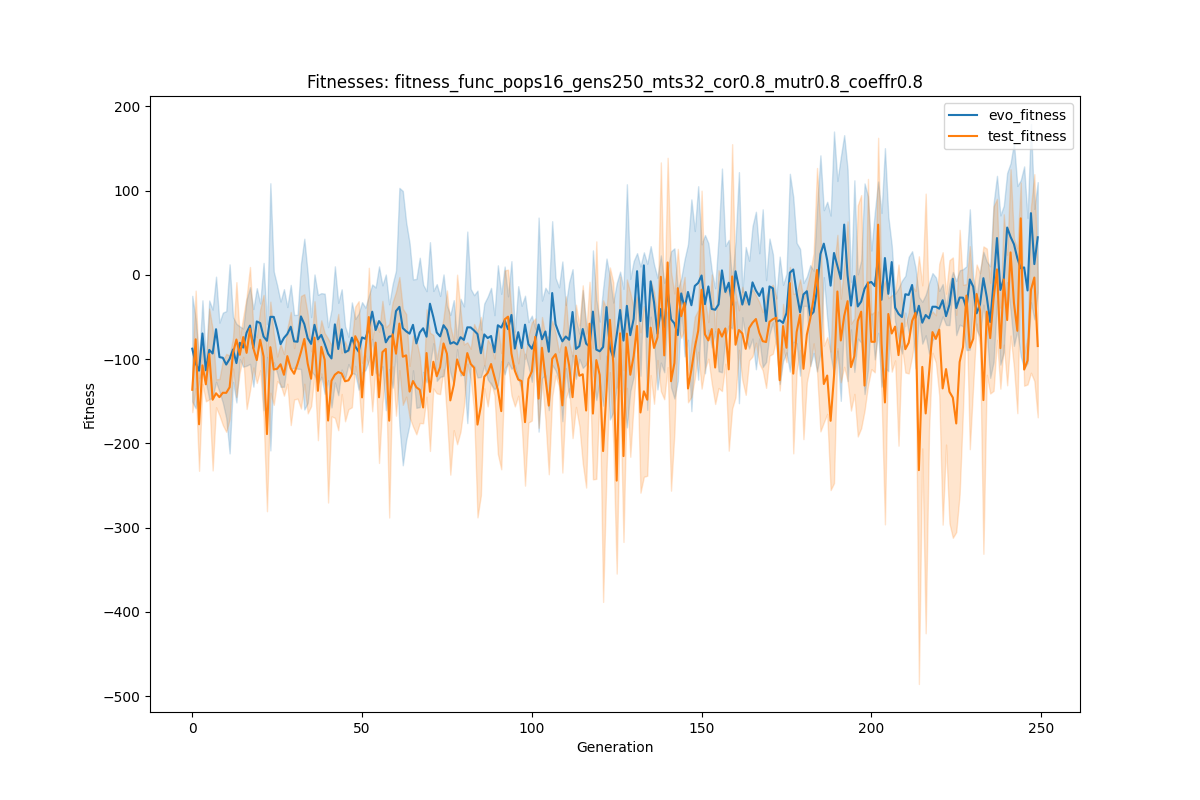 Fitnesses: fitness_func_pops16_gens250_mts32_cor0.8_mutr0.8_coeffr0.8
evo_fitness
test_fitness
200
100
0
−100
−200
−300
−400
−500
Fitness
0
50
100
150
200
250
Generation